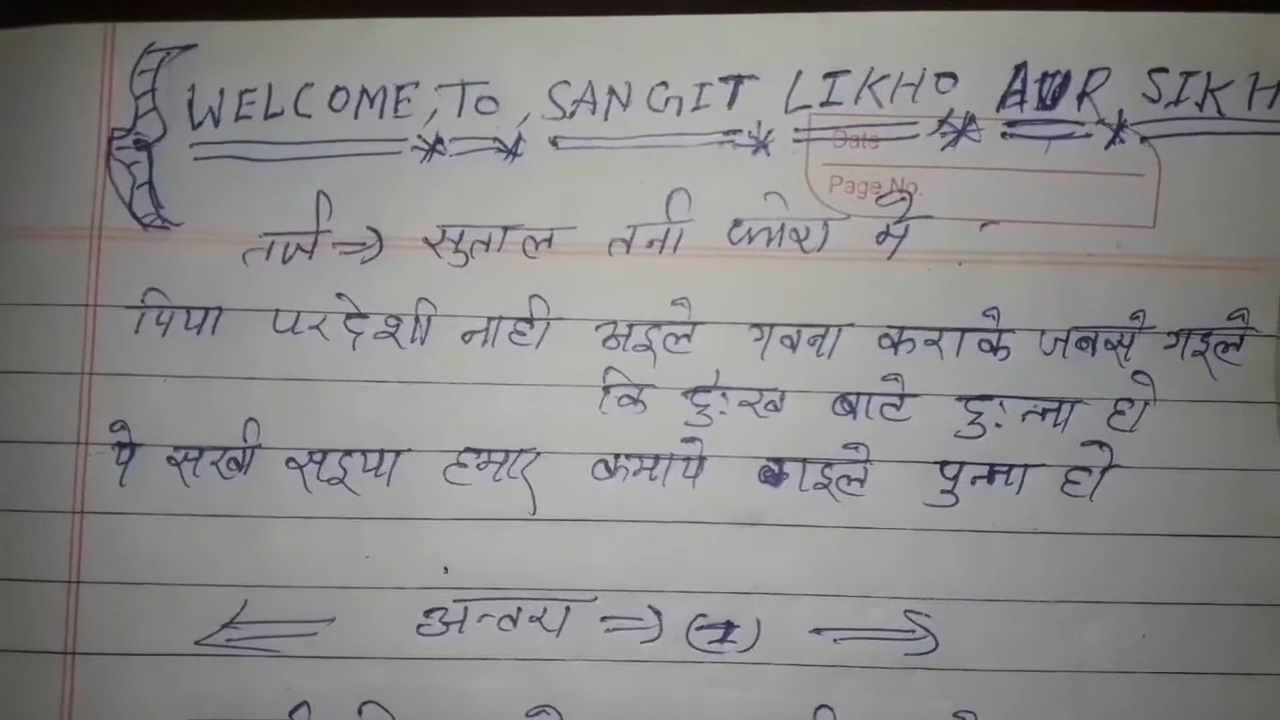 WELCOME, TO, SANGIT LIKHO AUR SIKH
Date
Page No.
तर्ज => सुताल तनी कोरा में
पिया परदेशी नाही अइले गवना कराके जबसे गइले
कि दुःख बाटे दुःन्ना हो
ये सखी सइया हमार कमाये गइले पुन्ना हो
<= अन्तरा => (1) =>